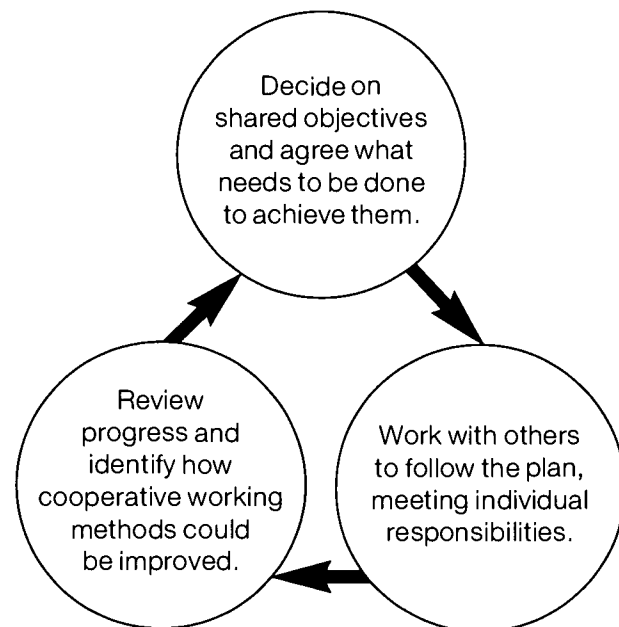 Decide on
shared objectives
and agree what
needs to be done
to achieve them.
Work with others
to follow the plan,
meeting individual
responsibilities.
Review
progress and
identify how
cooperative working
methods could
be improved.